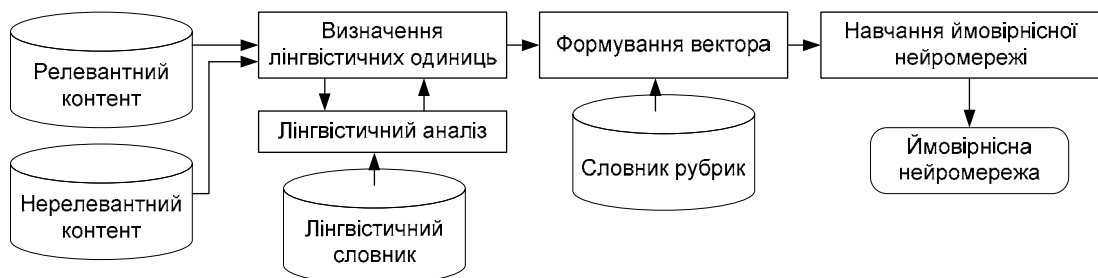 Релевантний
контент
Нерелевантний
контент
Визначення
лінгвістичних одиниць
Лінгвістичний аналіз
Лінгвістичний
словник
Формування вектора
Словник рубрик
Навчання ймовірнісної
нейромережі
Ймовірнісна
нейромережа